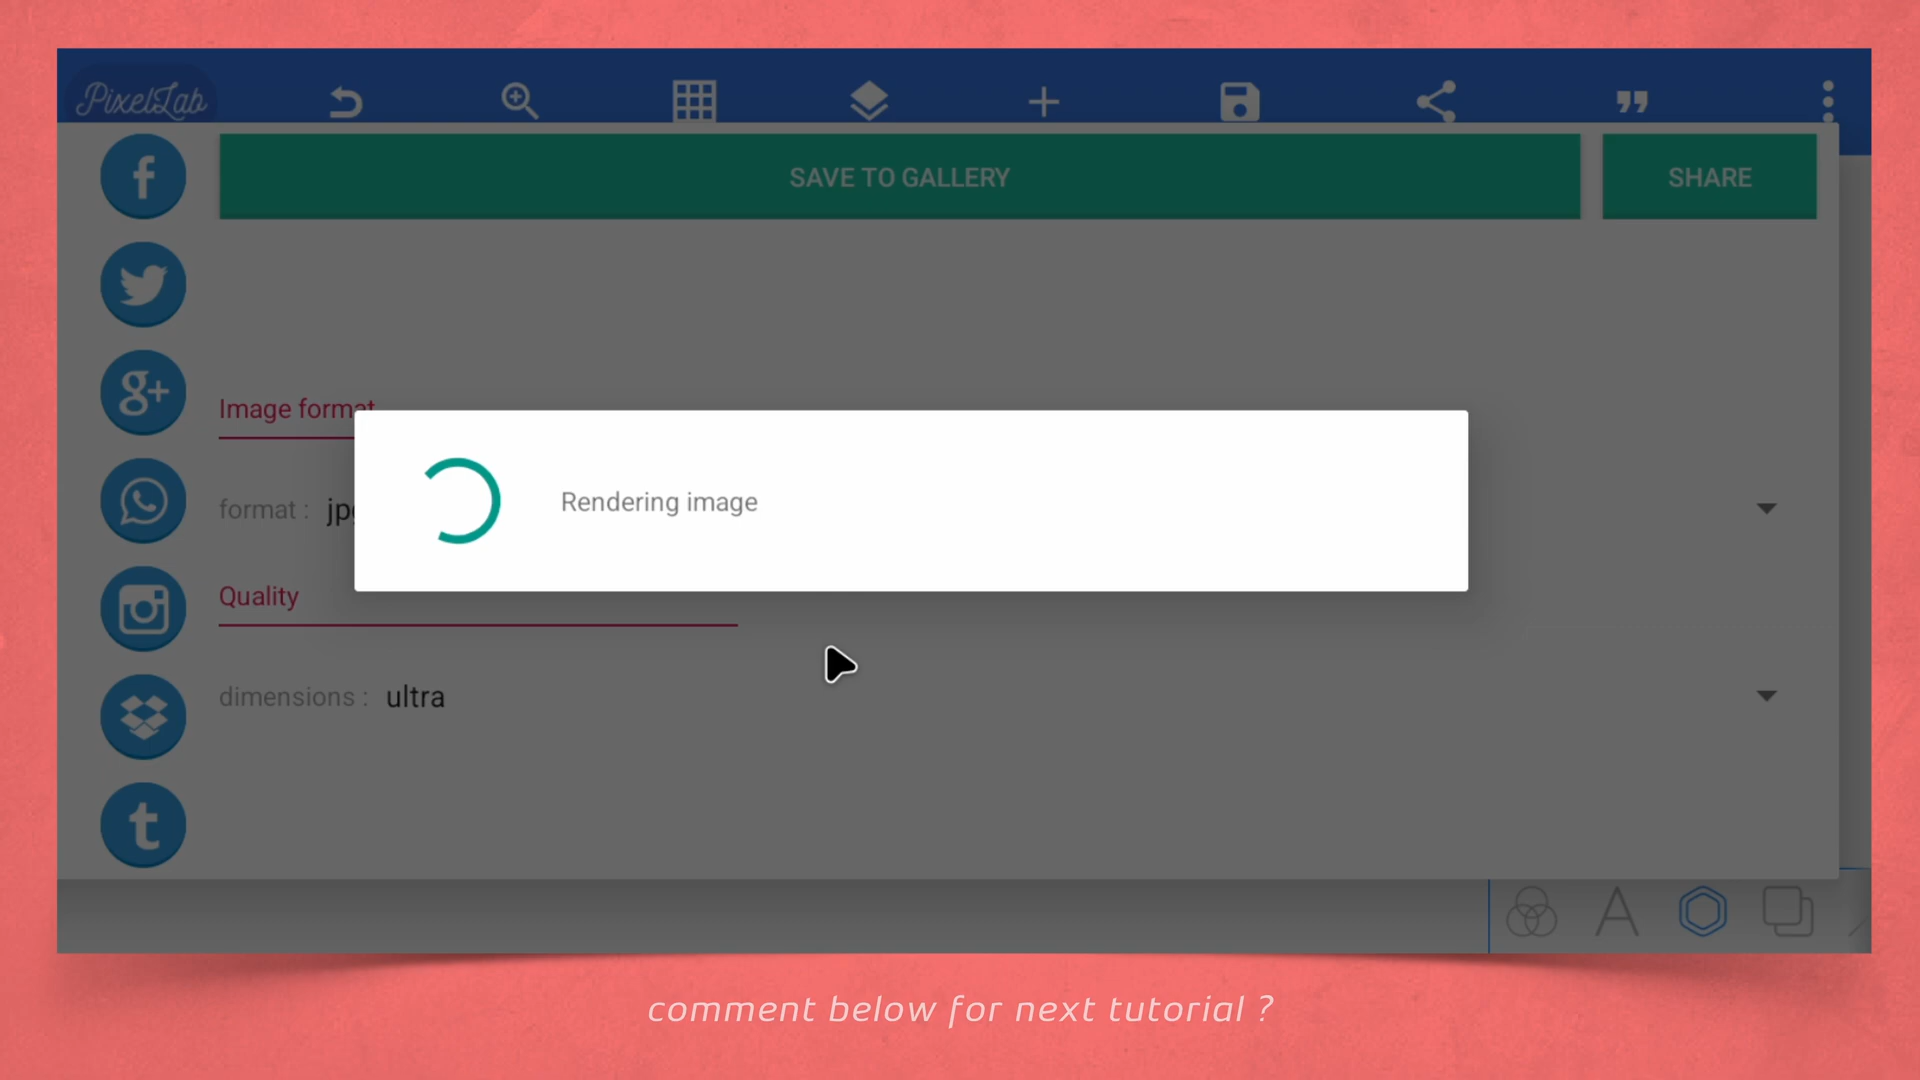 PixelLab
SAVE TO GALLERY
SHARE
Image format
Rendering image
format :
Quality
dimensions : ultra
comment below for next tutorial ?